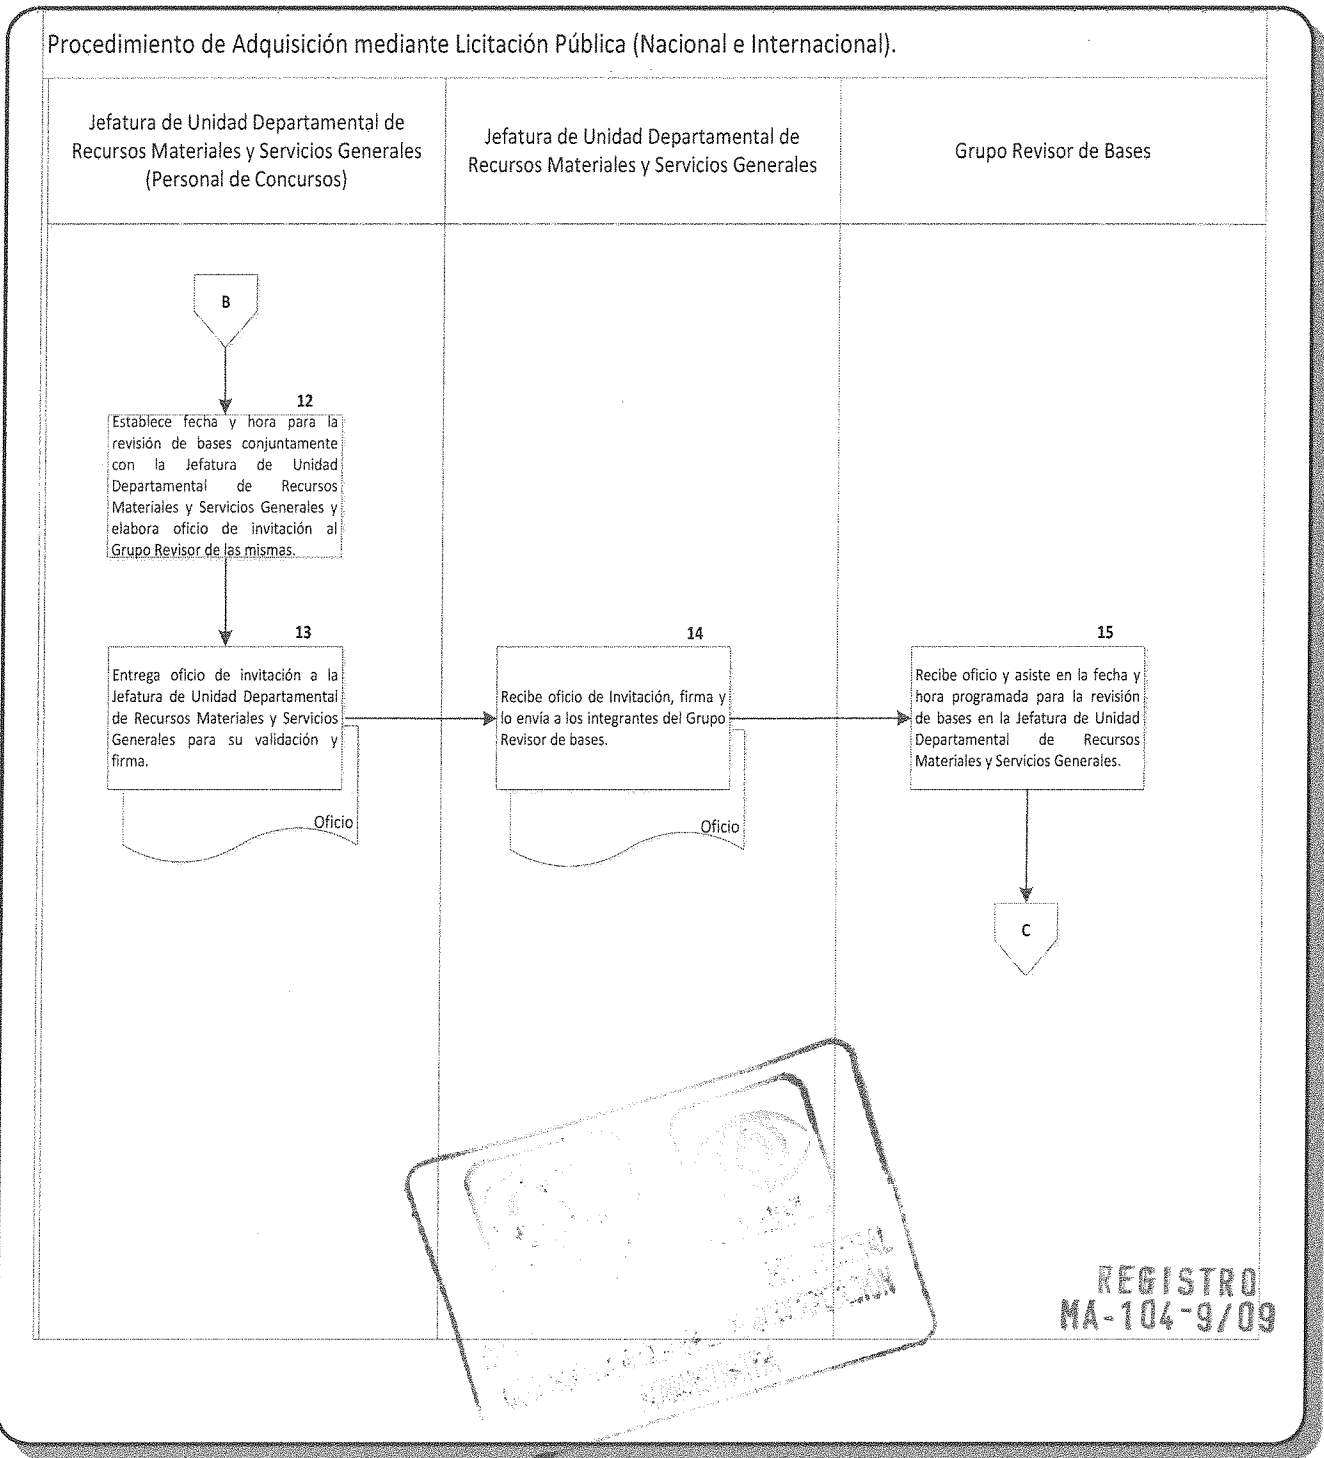 Procedimiento de Adquisición mediante Licitación Pública (Nacional e Internacional).
Jefatura de Unidad Departamental de
Recursos Materiales y Servicios Generales
(Personal de Concursos)
Jefatura de Unidad Departamental de
Recursos Materiales y Servicios Generales
Grupo Revisor de Bases
B
12
Establece fecha y hora para la
revisión de bases conjuntamente
con la Jefatura de Unidad
Departamental de Recursos
Materiales y Servicios Generales y
elabora oficio de invitación al
Grupo Revisor de las mismas.
13
Entrega oficio de invitación a la
Jefatura de Unidad Departamental
de Recursos Materiales y Servicios
Generales para su validación y
firma.
Oficio
14
Recibe oficio de Invitación, firma y
lo envía a los integrantes del Grupo
Revisor de bases.
Oficio
15
Recibe oficio y asiste en la fecha y
hora programada para la revisión
de bases en la Jefatura de Unidad
Departamental de Recursos
Materiales y Servicios Generales.
C
REGISTRO
MA-104-9/09